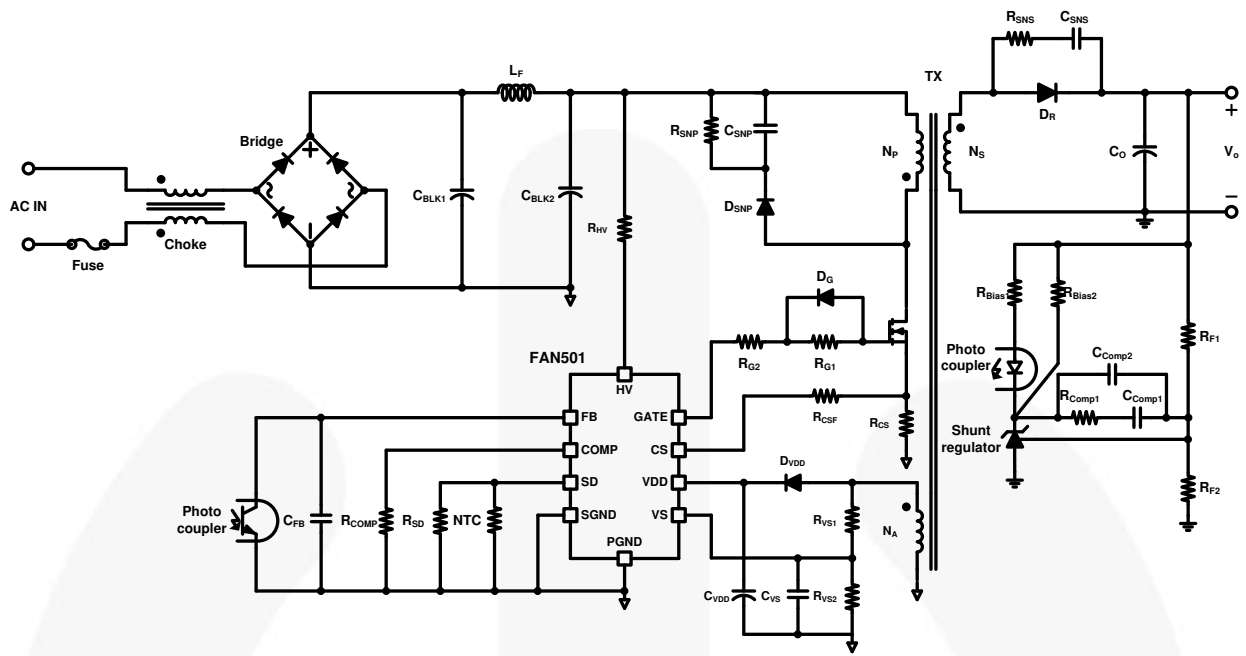 RSNS
CSNS
LF
TX
Bridge
RSNP
CSNP
DR
+
AC IN
CBLK1
CBLK2
NP
NS
CO
Vo
DSNP
−
Choke
RHV
Fuse
DG
RBias1
RBias2
FAN501
RG2
RG1
Photo
coupler
RF1
CComp2
HV
FB
GATE
RCSF
RCS
RComp1
CComp1
COMP
CS
Shunt
regulator
DVDD
SD
VDD
RF2
Photo
coupler
CFB
RCOMP
RSD
NTC
SGND
VS
RVS1
NA
PGND
CVDD
CVS
RVS2